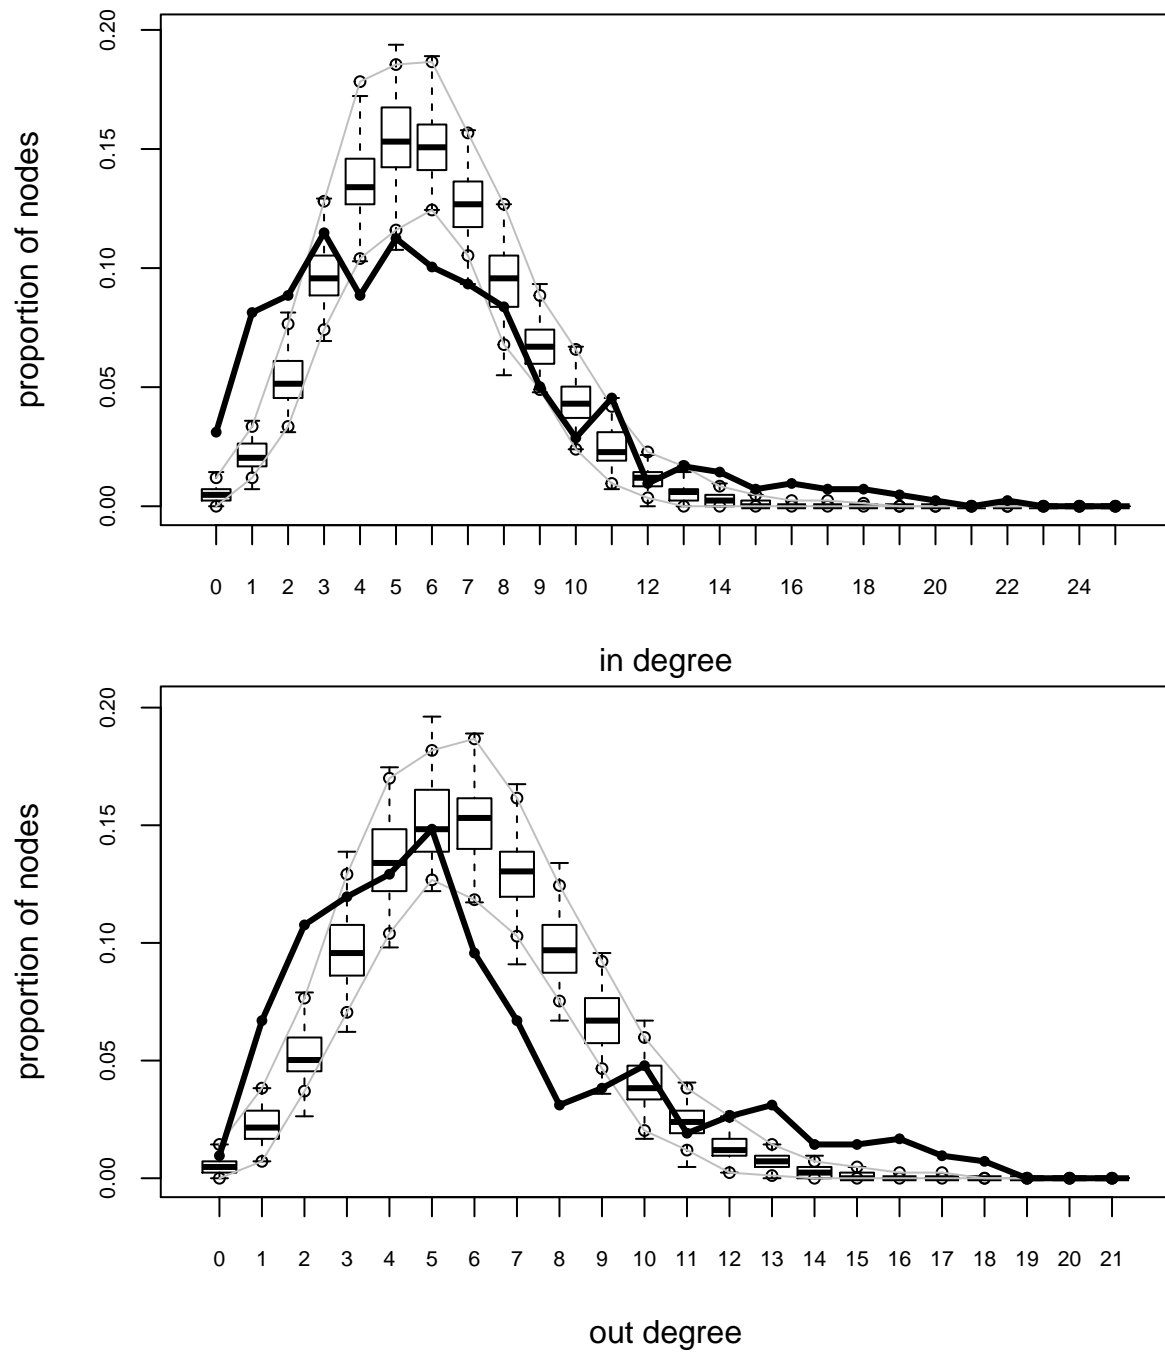 proportion of nodes
0.20
0.15
0.10
0.05
0.00
0 1 2 3 4 5 6 7 8 9 10 12 14 16 18 20 22 24
in degree
proportion of nodes
0.20
0.15
0.10
0.05
0.00
0 1 2 3 4 5 6 7 8 9 10 11 12 13 14 15 16 17 18 19 20 21
out degree